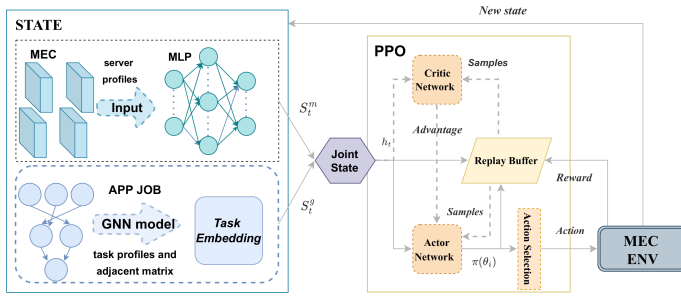 New state
STATE
MEC
server
profiles
MLP
Input
APP JOB
GNN model
task profiles and
adjacent matrix
Task
Embedding
S_t^m
S_t^g
Joint
State
PPO
h_t
Critic
Network
Samples
Advantage
Replay Buffer
Samples
Actor
Network
π(θ_i)
Action Selection
Reward
Action
MEC
ENV